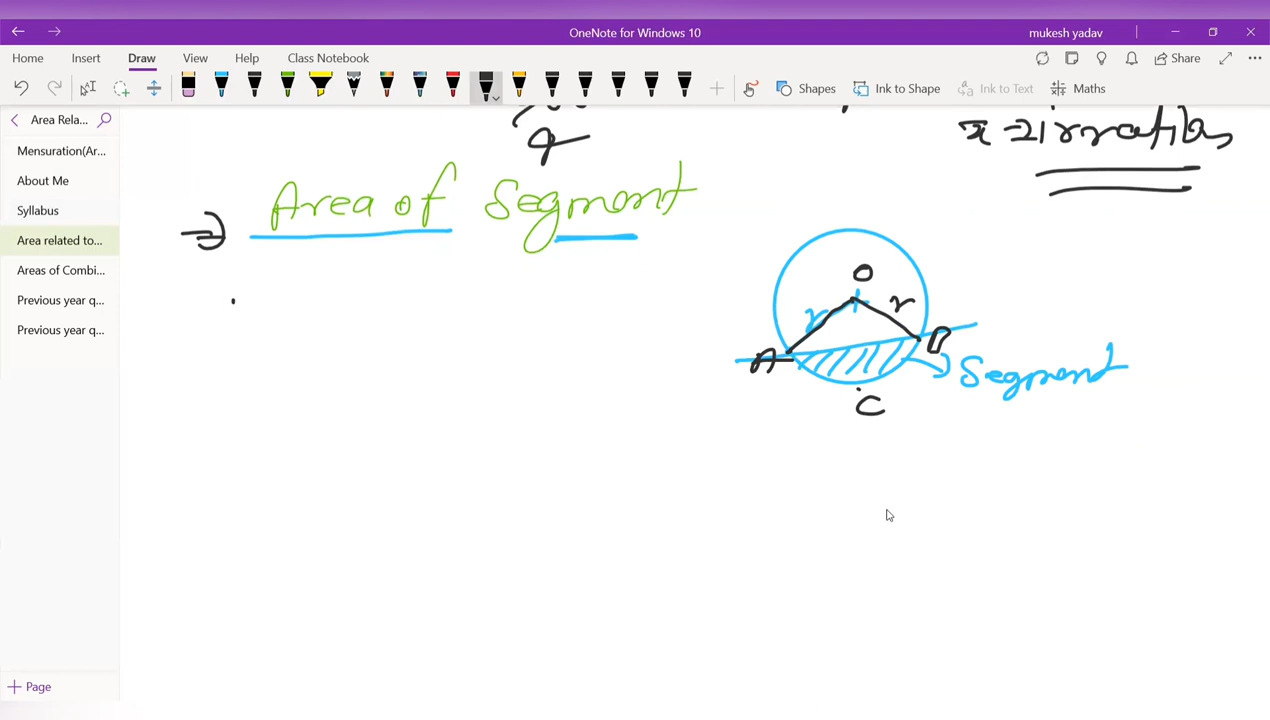 OneNote for Windows 10
mukesh yadav
Home Insert Draw View Help Class Notebook
Share
Shapes Ink to Shape Ink to Text Maths
Area Rela...
Mensuration(Ar...
About Me
Syllabus
Area related to...
Areas of Combi...
Previous year q...
Previous year q...
Page
q
⇒ Area of Segment
O
r r
A B
Segment
C